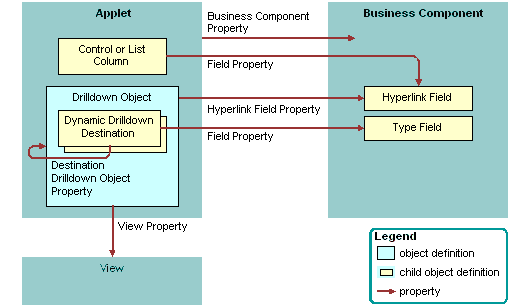 Applet
Business Component
Business Component
Property
Control or List
Column
Field Property
Drilldown Object
Hyperlink Field
Hyperlink Field Property
Dynamic Drilldown
Destination
Type Field
Field Property
Destination
Drilldown Object
Property
View Property
View
Legend
object definition
child object definition
property